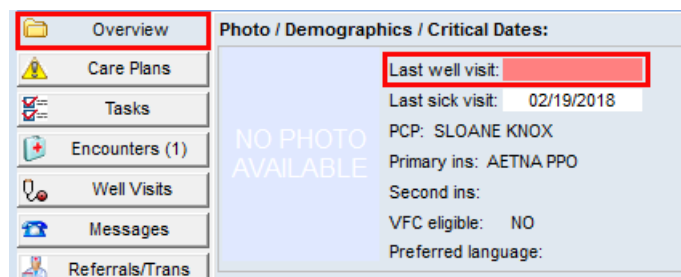 Overview
Care Plans
Tasks
Encounters (1)
Well Visits
Messages
Referrals/Trans
Photo / Demographics / Critical Dates:
NO PHOTO
AVAILABLE
Last well visit:
Last sick visit: 02/19/2018
PCP: SLOANE KNOX
Primary ins: AETNA PPO
Second ins:
VFC eligible: NO
Preferred language: